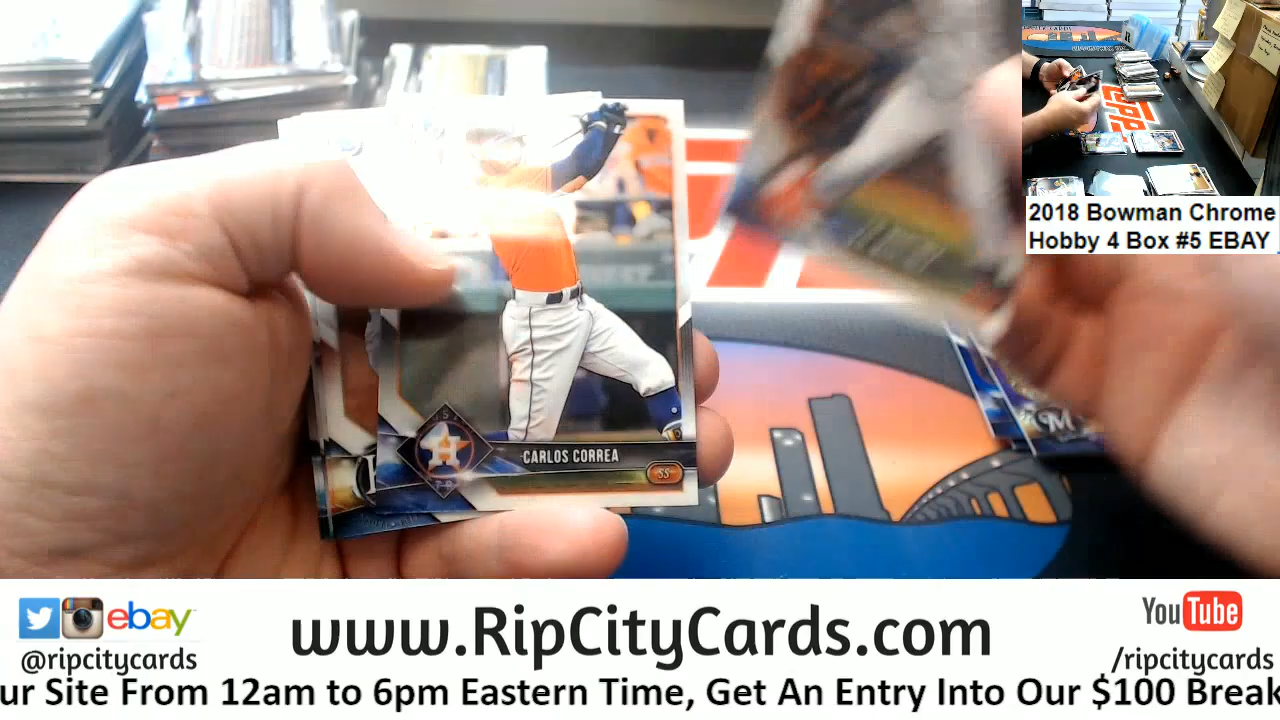 2018 Bowman Chrome
Hobby 4 Box #5 EBAY
CARLOS CORREA
SS
ebay
@ripcitycards
www.RipCityCards.com
YouTube
/ripcitycards
ur Site From 12am to 6pm Eastern Time, Get An Entry Into Our $100 Break